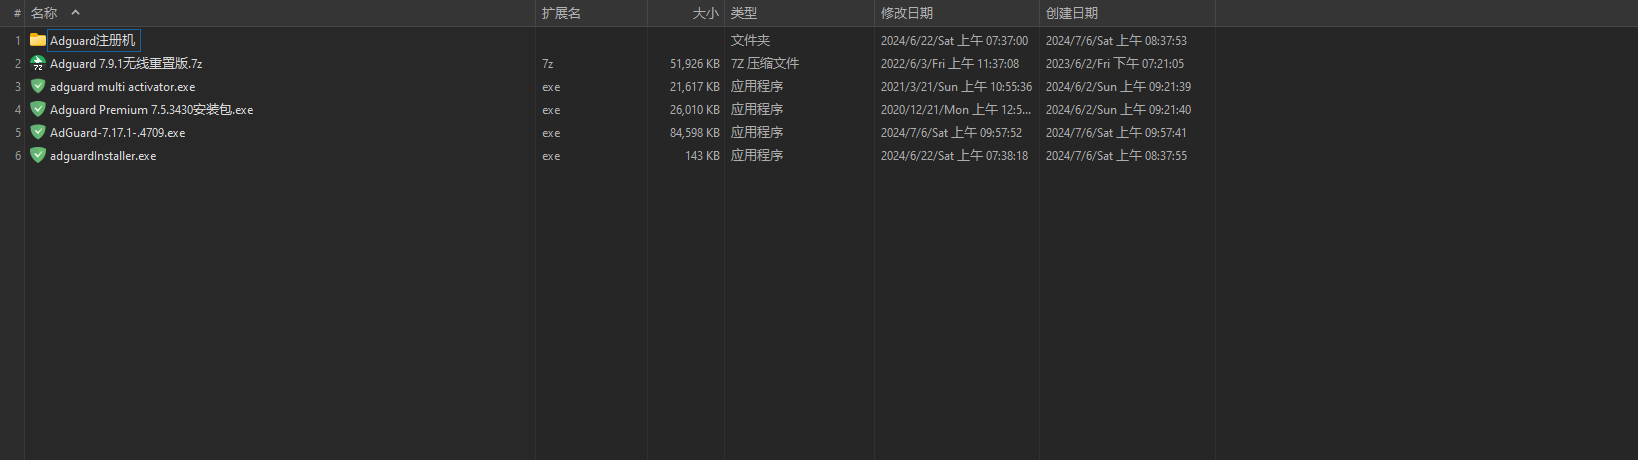 # 名称 扩展名 大小 类型 修改日期 创建日期
1 Adguard注册机 文件夹 2024/6/22/Sat 上午 07:37:00 2024/7/6/Sat 上午 08:37:53
2 Adguard 7.9.1无线重置版.7z 7z 51,926 KB 7Z 压缩文件 2022/6/3/Fri 上午 11:37:08 2023/6/2/Fri 下午 07:21:05
3 adguard multi activator.exe exe 21,617 KB 应用程序 2021/3/21/Sun 上午 10:55:36 2024/6/2/Sun 上午 09:21:39
4 Adguard Premium 7.5.3430安装包.exe exe 26,010 KB 应用程序 2020/12/21/Mon 上午 12:5... 2024/6/2/Sun 上午 09:21:40
5 AdGuard-7.17.1-.4709.exe exe 84,598 KB 应用程序 2024/7/6/Sat 上午 09:57:52 2024/7/6/Sat 上午 09:57:41
6 adguardInstaller.exe exe 143 KB 应用程序 2024/6/22/Sat 上午 07:38:18 2024/7/6/Sat 上午 08:37:55